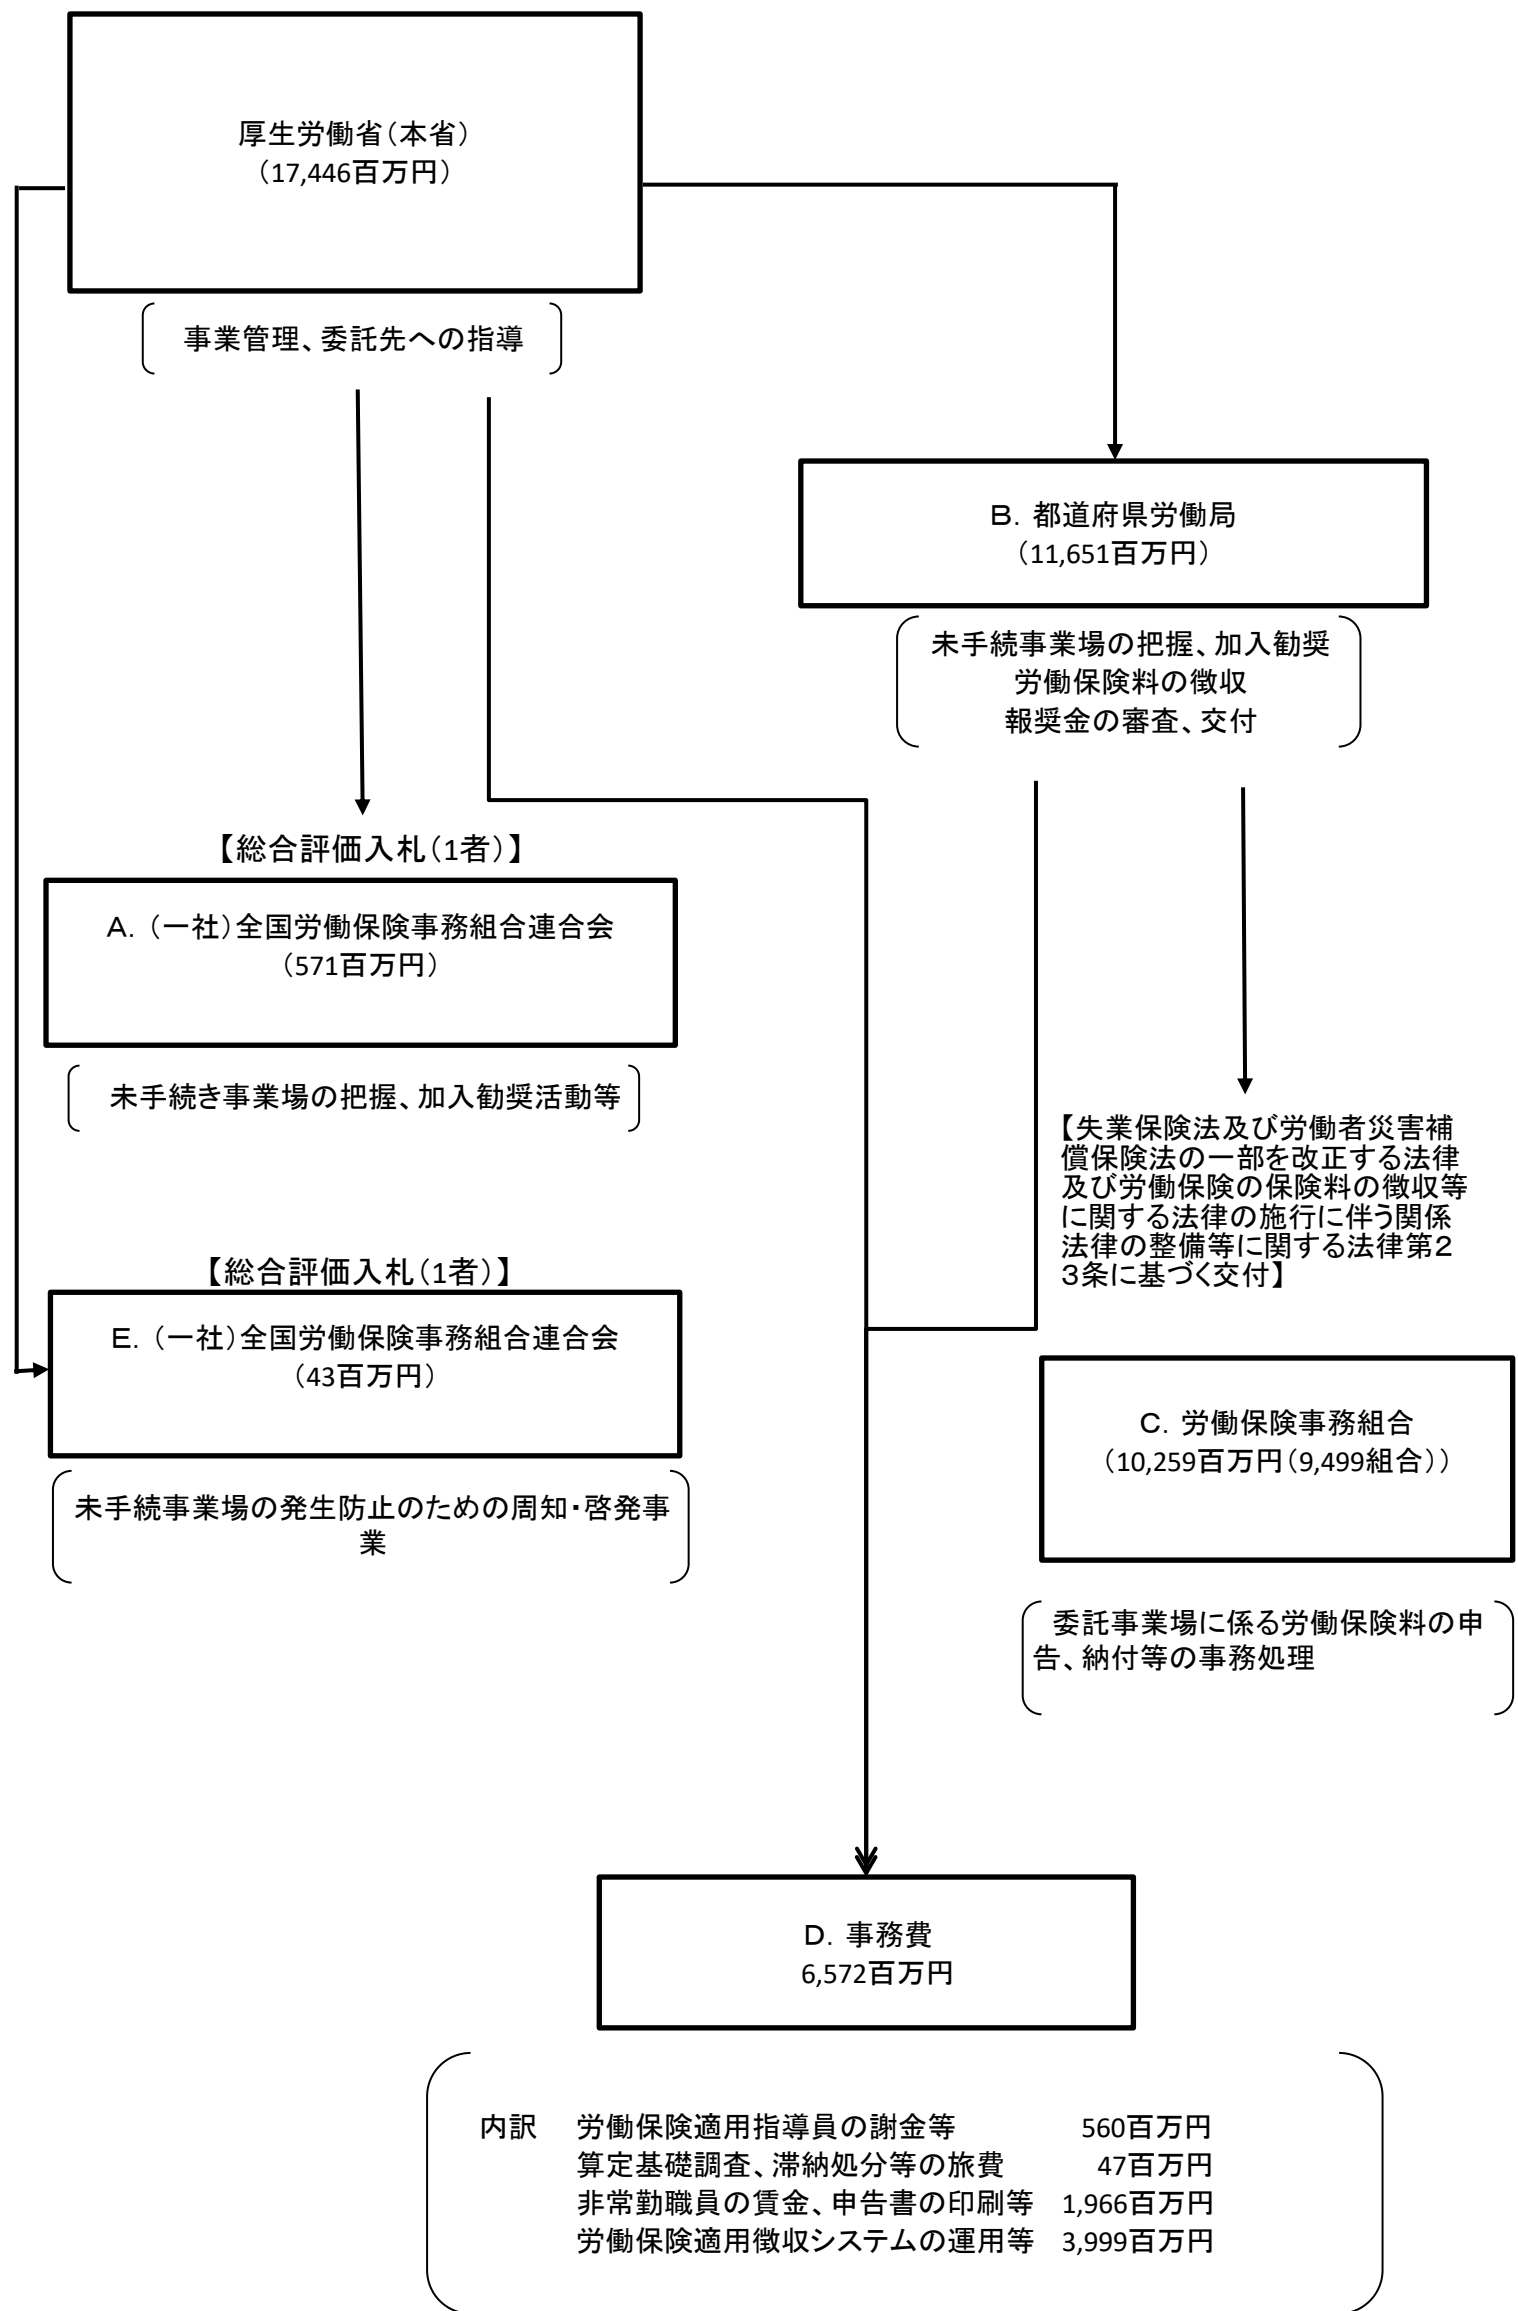 厚生労働省（本省）
（17,446百万円）
事業管理、委託先への指導
B．都道府県労働局
（11,651百万円）
未手続事業場の把握、加入勧奨
労働保険料の徴収
報奨金の審査、交付
【総合評価入札（1者）】
A．（一社）全国労働保険事務組合連合会
（571百万円）
未手続き事業場の把握、加入勧奨活動等
【失業保険法及び労働者災害補
償保険法の一部を改正する法律
及び労働保険の保険料の徴収等
に関する法律の施行に伴う関係
法律の整備等に関する法律第２
３条に基づく交付】
【総合評価入札（1者）】
E．（一社）全国労働保険事務組合連合会
（43百万円）
未手続事業場の発生防止のための周知・啓発事
業
C．労働保険事務組合
（10,259百万円（9,499組合））
委託事業場に係る労働保険料の申
告、納付等の事務処理
D．事務費
6,572百万円
内訳　労働保険適用指導員の謝金等　560百万円
算定基礎調査、滞納処分等の旅費　47百万円
非常勤職員の賃金、申告書の印刷等　1,966百万円
労働保険適用徴収システムの運用等　3,999百万円